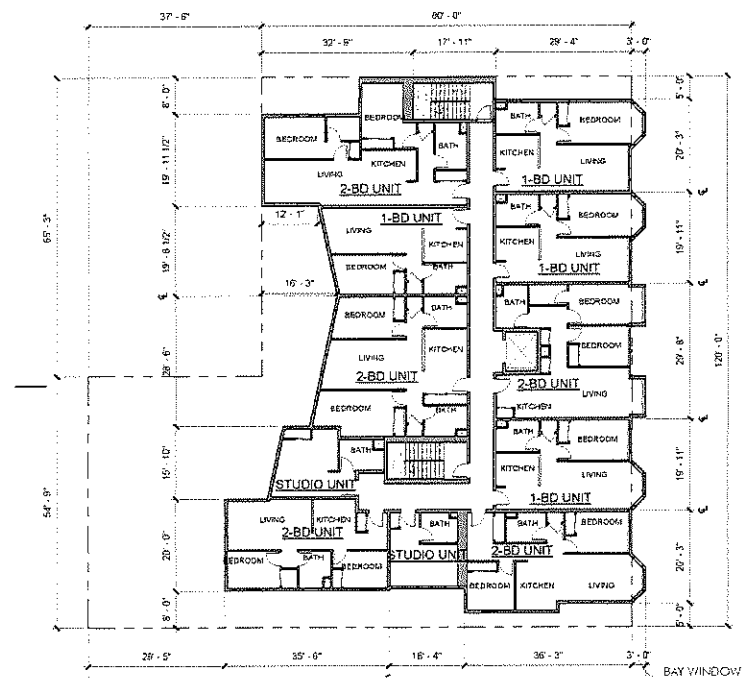 37' - 6"
80' - 0"
32' - 9"
17' - 11"
29' - 4"
3' - 0"
8' - 0"
5' - 0"
BEDROOM
BATH
BEDROOM
BEDROOM
BATH
19' - 11 1/2"
KITCHEN
KITCHEN
LIVING
20' - 3"
LIVING
2-BD UNIT
1-BD UNIT
65' - 3"
1-BD UNIT
BATH
BEDROOM
12' - 1"
LIVING
KITCHEN
KITCHEN
LIVING
19' - 11"
19' - 8 1/2"
BEDROOM
BATH
1-BD UNIT
16' - 3"
BATH
BEDROOM
BEDROOM
BATH
LIVING
KITCHEN
BEDROOM
120' - 0"
28' - 6"
2-BD UNIT
2-BD UNIT
LIVING
BEDROOM
BATH
KITCHEN
BATH
BEDROOM
15' - 10"
BATH
KITCHEN
LIVING
19' - 11"
STUDIO UNIT
1-BD UNIT
54' - 9"
LIVING
KITCHEN
BATH
BATH
BEDROOM
20' - 0"
2-BD UNIT
STUDIO UNIT
2-BD UNIT
BEDROOM
BATH
BEDROOM
BEDROOM
KITCHEN
LIVING
20' - 3"
8' - 0"
5' - 0"
35' - 6"
16' - 4"
36' - 3"
3' - 0"
BAY WINDOW